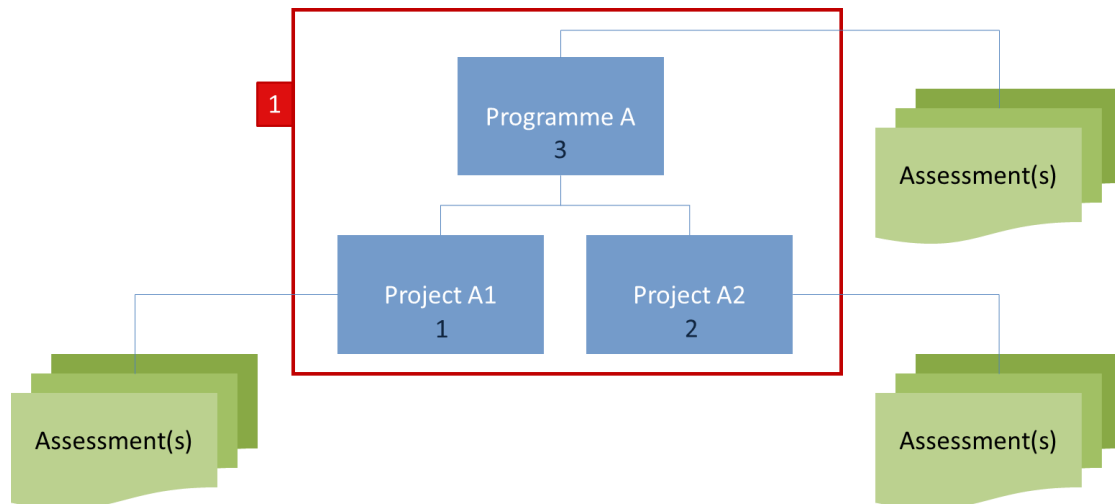 1
Programme A
3
Assessment(s)
Project A1
1
Project A2
2
Assessment(s)
Assessment(s)